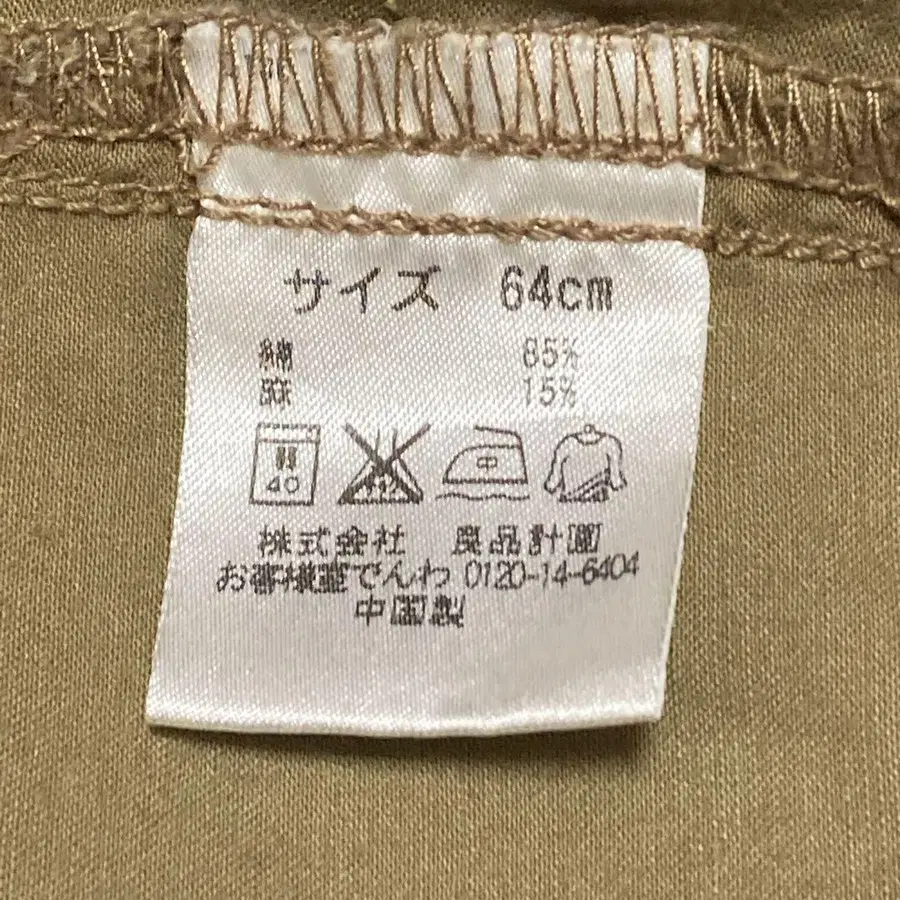 サイズ 64cm
綿 85%
麻 15%
40
株式会社 良品計画
お客様室でんわ 0120-14-6404
中国製